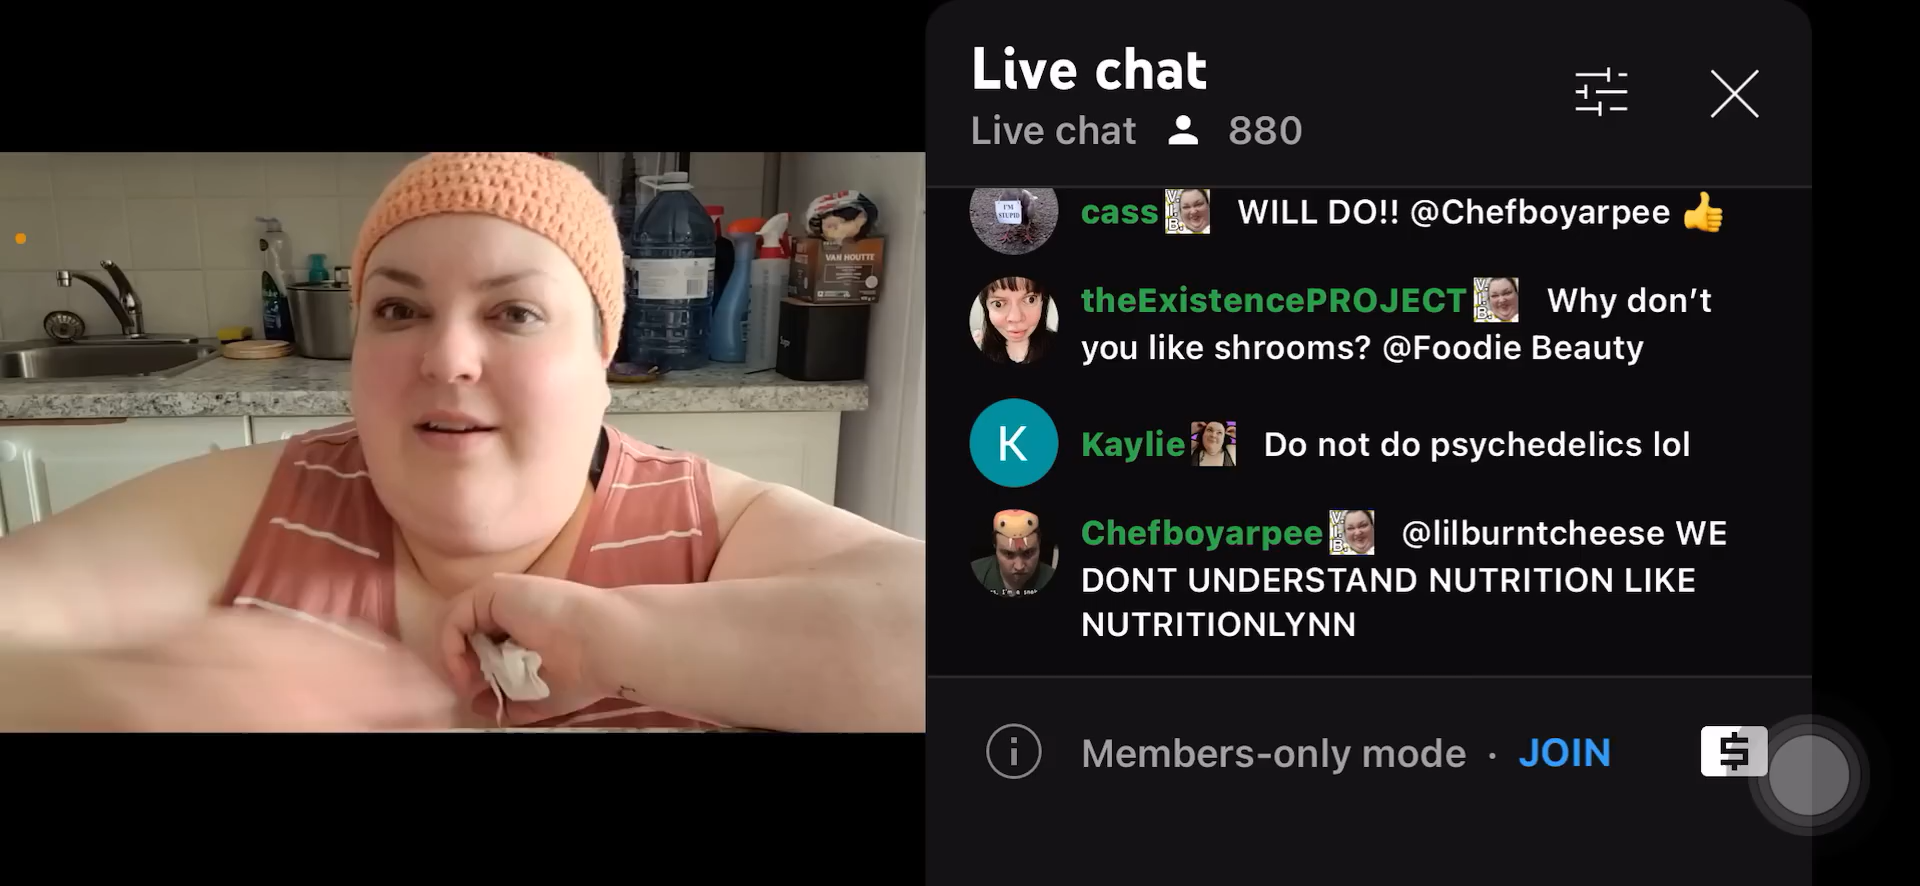 Live chat
Live chat 880
I'M
STUPID
cass WILL DO!! @Chefboyarpee 👍
theExistencePROJECT Why don’t
you like shrooms? @Foodie Beauty
K Kaylie Do not do psychedelics lol
Chefboyarpee @lilburntcheese WE
DONT UNDERSTAND NUTRITION LIKE
NUTRITIONLYNN
Members-only mode · JOIN
$
VAN HOUTTE